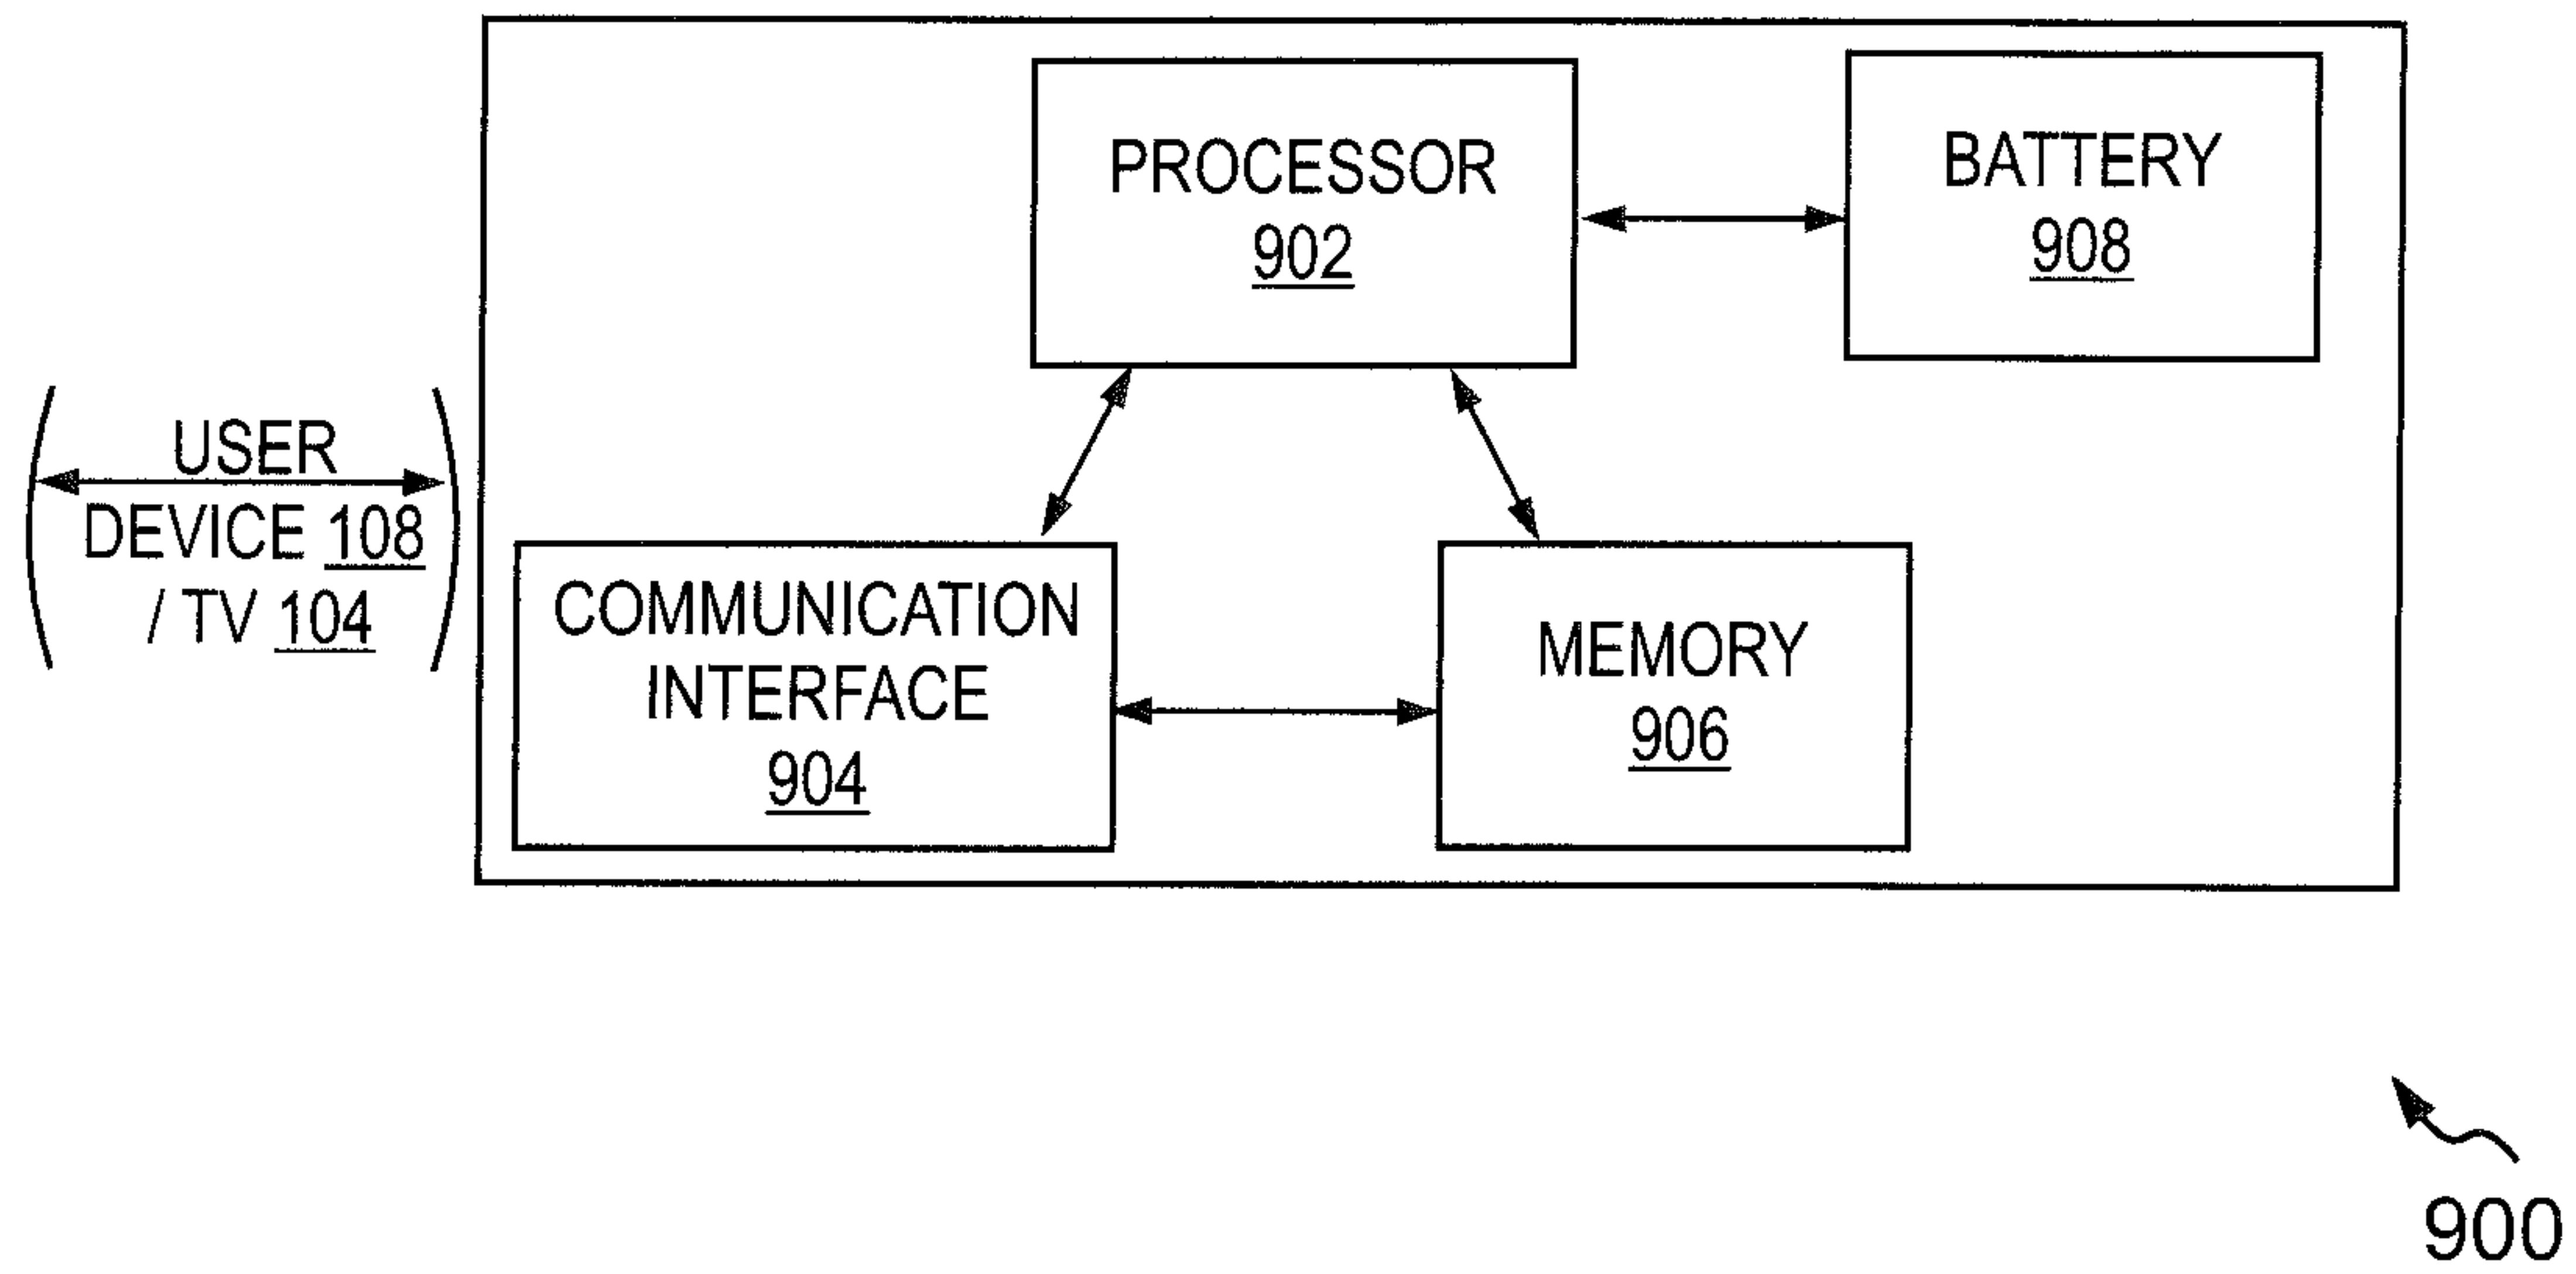 PROCESSOR
902
BATTERY
908
USER
DEVICE 108
/ TV 104
COMMUNICATION
INTERFACE
904
MEMORY
906
900